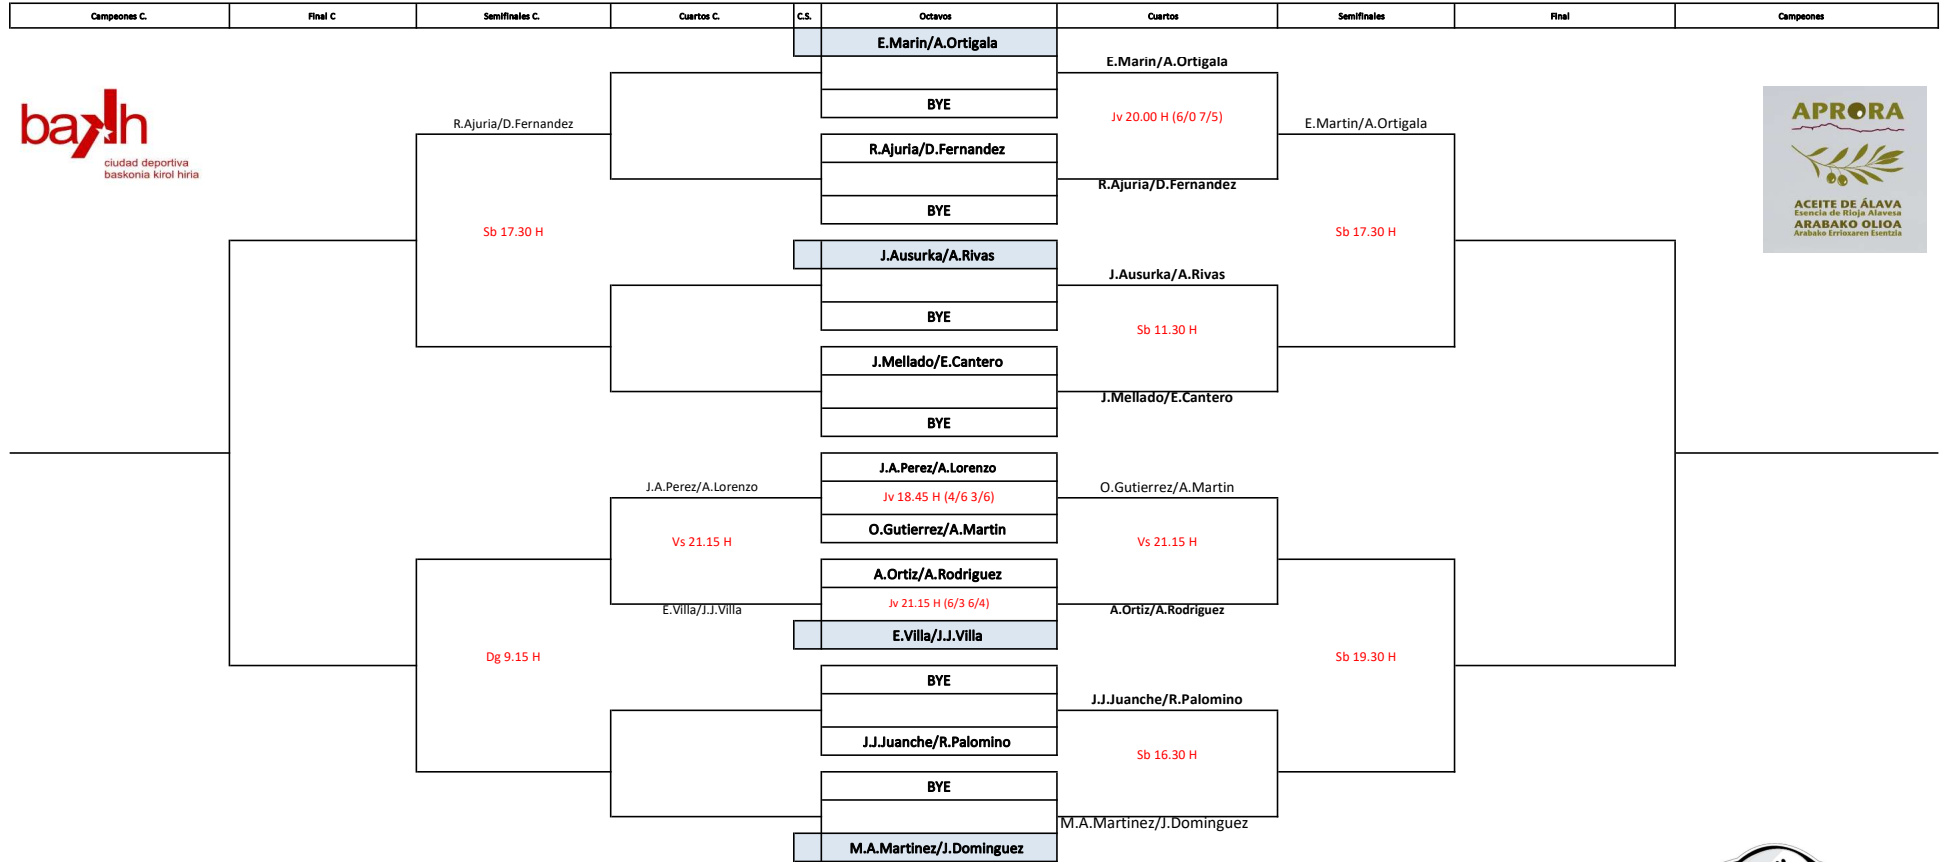 Campeones C. Final C Semifinales C. Cuartos C. C.S. Octavos Cuartos Semifinales Final Campeones
E.Marin/A.Ortigala
E.Marin/A.Ortigala
BYE
Jv 20.00 H (6/0 7/5)
R.Ajuria/D.Fernandez
E.Martin/A.Ortigala
R.Ajuria/D.Fernandez
R.Ajuria/D.Fernandez
BYE
Sb 17.30 H
Sb 17.30 H
J.Ausurka/A.Rivas
J.Ausurka/A.Rivas
BYE
Sb 11.30 H
J.Mellado/E.Cantero
J.Mellado/E.Cantero
BYE
J.A.Perez/A.Lorenzo
J.A.Perez/A.Lorenzo
O.Gutierrez/A.Martin
Jv 18.45 H (4/6 3/6)
O.Gutierrez/A.Martin
Vs 21.15 H
Vs 21.15 H
A.Ortiz/A.Rodriguez
Jv 21.15 H (6/3 6/4)
E.Villa/J.J.Villa
A.Ortiz/A.Rodriguez
E.Villa/J.J.Villa
Dg 9.15 H
Sb 19.30 H
BYE
J.J.Juanche/R.Palomino
J.J.Juanche/R.Palomino
Sb 16.30 H
BYE
M.A.Martinez/J.Dominguez
M.A.Martinez/J.Dominguez
bakh
ciudad deportiva
baskonia kirol hiria
APRORA
ACEITE DE ÁLAVA
Esencia de Rioja Alavesa
ARABAKO OLIOA
Arabako Errioxaren Esentzia